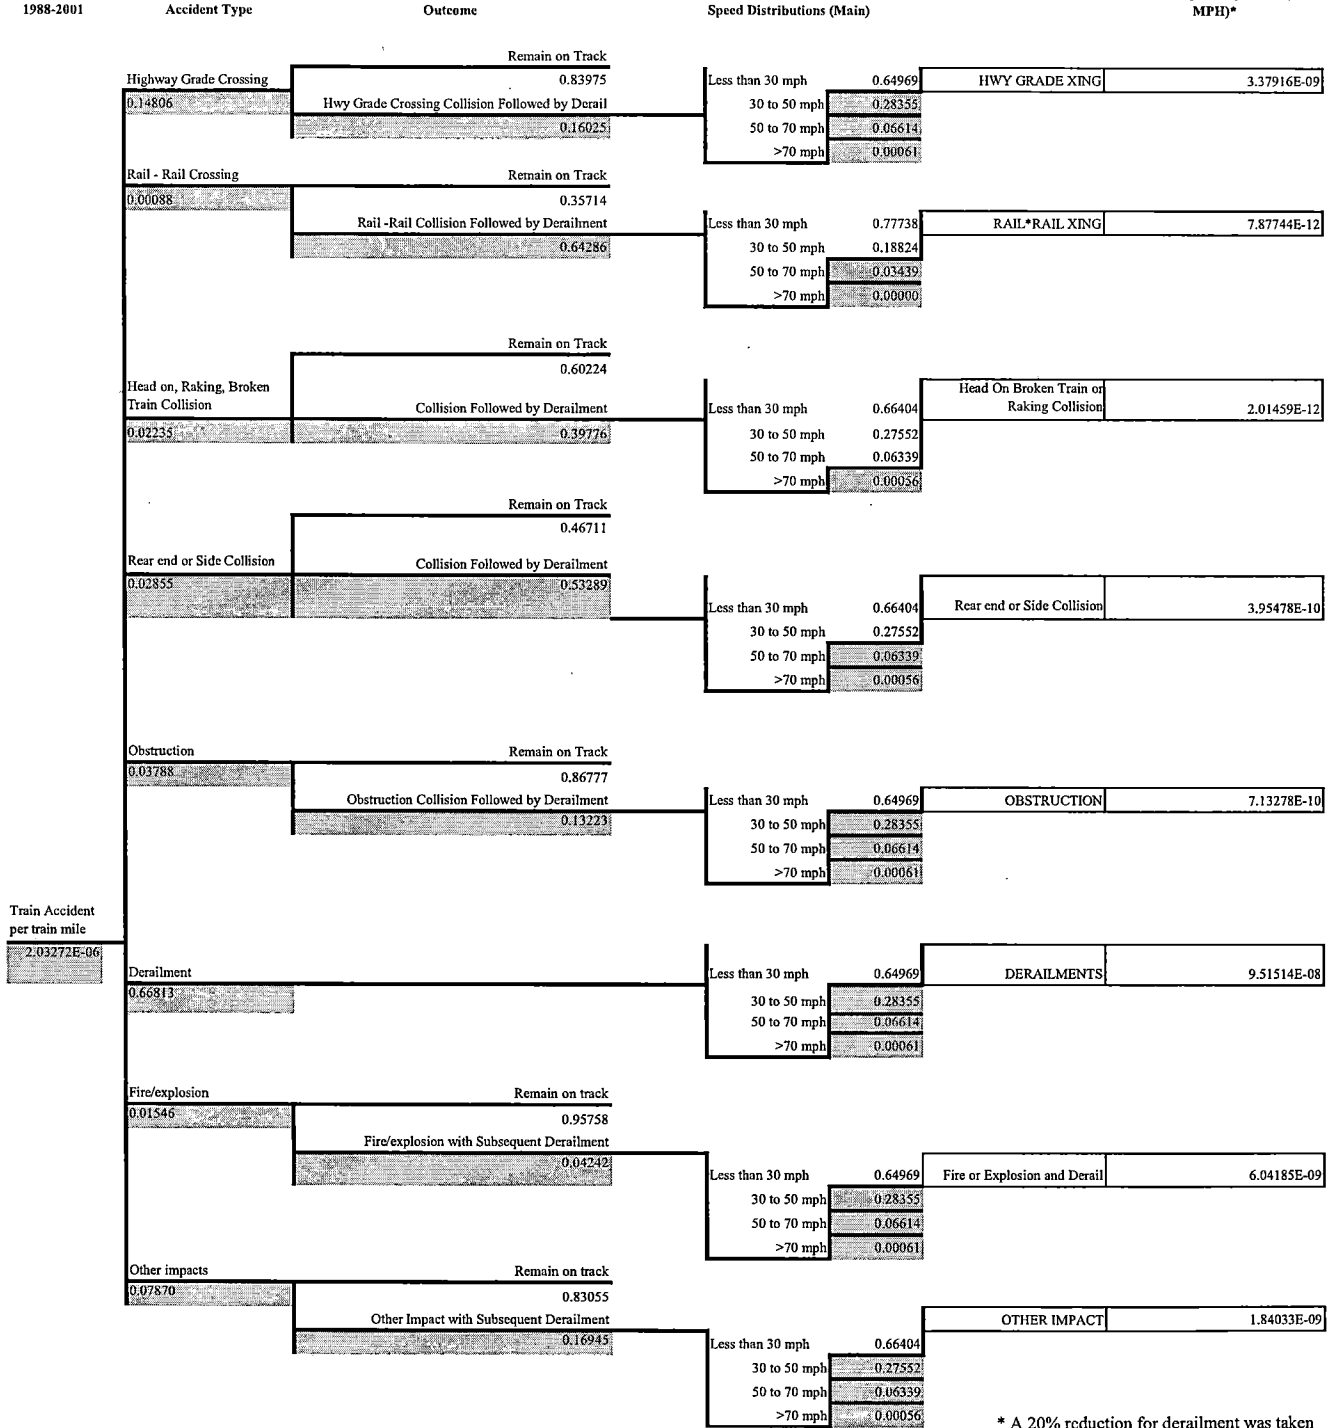 1988-2001 Accident Type Outcome Speed Distributions (Main) MPH)*
Remain on Track
Highway Grade Crossing 0.83975 Less than 30 mph 0.64969 HWY GRADE XING 3.37916E-09
0.14806 Hwy Grade Crossing Collision Followed by Derail 30 to 50 mph 0.28355
0.16025 50 to 70 mph 0.06614
>70 mph 0.00061
Rail - Rail Crossing Remain on Track
0.00088 0.35714
Rail -Rail Collision Followed by Derailment Less than 30 mph 0.77738 RAIL*RAIL XING 7.87744E-12
0.64286 30 to 50 mph 0.18824
50 to 70 mph 0.03439
>70 mph 0.00000
Remain on Track
0.60224
Head on, Raking, Broken Head On Broken Train or
Train Collision Collision Followed by Derailment Less than 30 mph 0.66404 Raking Collision 2.01459E-12
0.02235 0.39776 30 to 50 mph 0.27552
50 to 70 mph 0.06339
>70 mph 0.00056
Remain on Track
0.46711
Rear end or Side Collision Collision Followed by Derailment
0.02855 0.53289
Less than 30 mph 0.66404 Rear end or Side Collision 3.95478E-10
30 to 50 mph 0.27552
50 to 70 mph 0.06339
>70 mph 0.00056
Obstruction Remain on Track
0.03788 0.86777
Obstruction Collision Followed by Derailment Less than 30 mph 0.64969 OBSTRUCTION 7.13278E-10
0.13223 30 to 50 mph 0.28355
50 to 70 mph 0.06614
>70 mph 0.00061
Train Accident
per train mile
2.03272E-06
Derailment Less than 30 mph 0.64969 DERAILMENTS 9.51514E-08
0.66813 30 to 50 mph 0.28355
50 to 70 mph 0.06614
>70 mph 0.00061
Fire/explosion Remain on track
0.01546 0.95758
Fire/explosion with Subsequent Derailment
0.04242 Less than 30 mph 0.64969 Fire or Explosion and Derail 6.04185E-09
30 to 50 mph 0.28355
50 to 70 mph 0.06614
>70 mph 0.00061
Other impacts Remain on track
0.07870 0.83055
Other Impact with Subsequent Derailment OTHER IMPACT 1.84033E-09
0.16945 Less than 30 mph 0.66404
30 to 50 mph 0.27552
50 to 70 mph 0.06339
>70 mph 0.00056
* A 20% reduction for derailment was taken